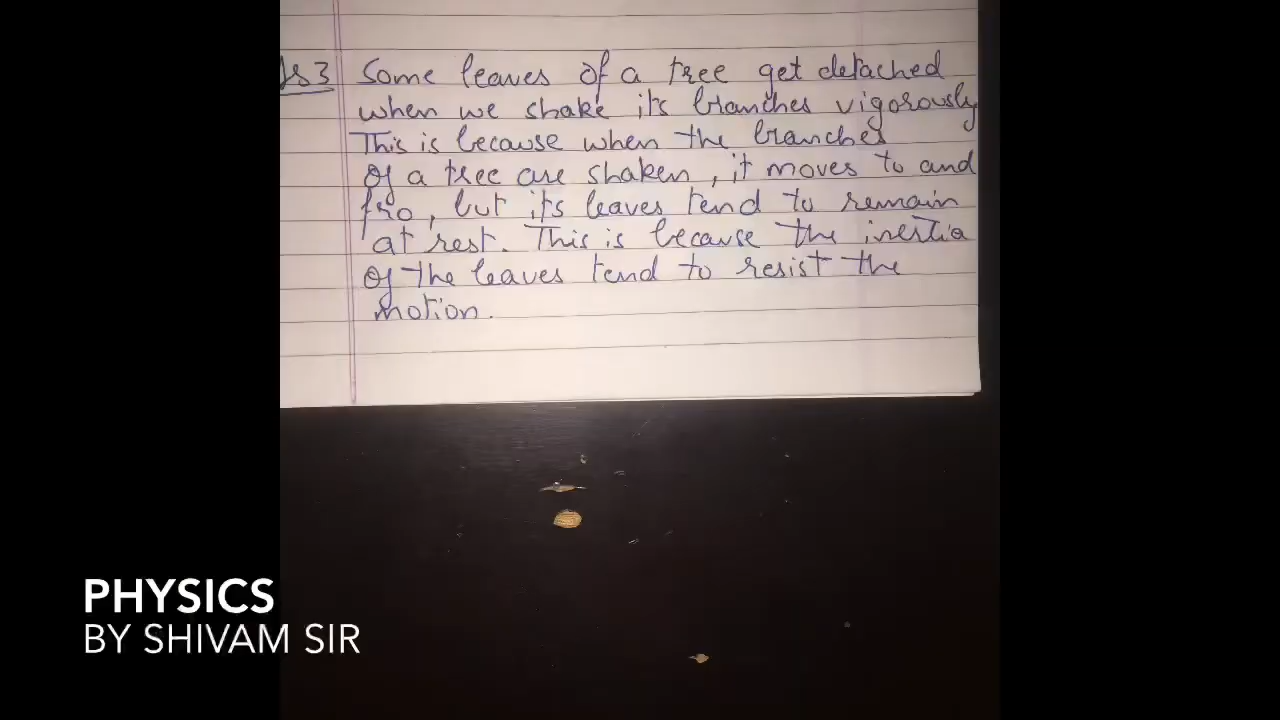 Ans 3 Some leaves of a tree get detached
when we shake its branches vigorously
This is because when the branches
of a tree are shaken, it moves to and
fro, but its leaves tend to remain
at rest. This is because the inertia
of the leaves tend to resist the
motion.
PHYSICS
BY SHIVAM SIR